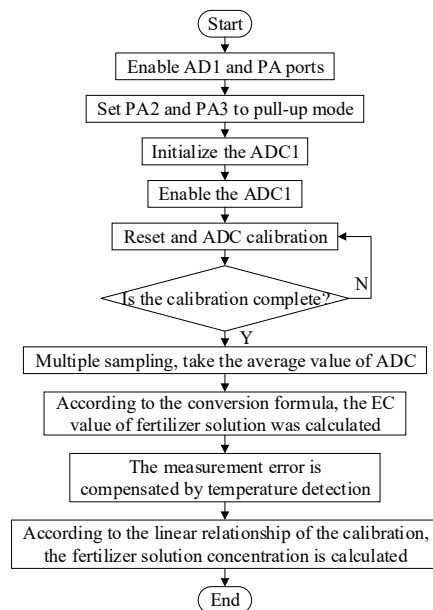 Start
Enable AD1 and PA ports
Set PA2 and PA3 to pull-up mode
Initialize the ADC1
Enable the ADC1
Reset and ADC calibration
N
Is the calibration complete?
Y
Multiple sampling, take the average value of ADC
According to the conversion formula, the EC
value of fertilizer solution was calculated
The measurement error is
compensated by temperature detection
According to the linear relationship of the calibration,
the fertilizer solution concentration is calculated
End